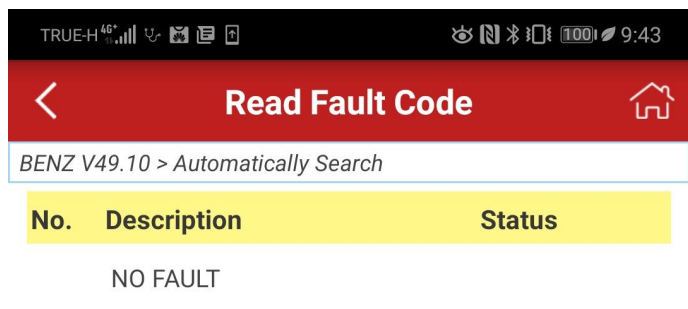 TRUE-H 4G+ 100 9:43
Read Fault Code
BENZ V49.10 > Automatically Search
No. Description Status
NO FAULT